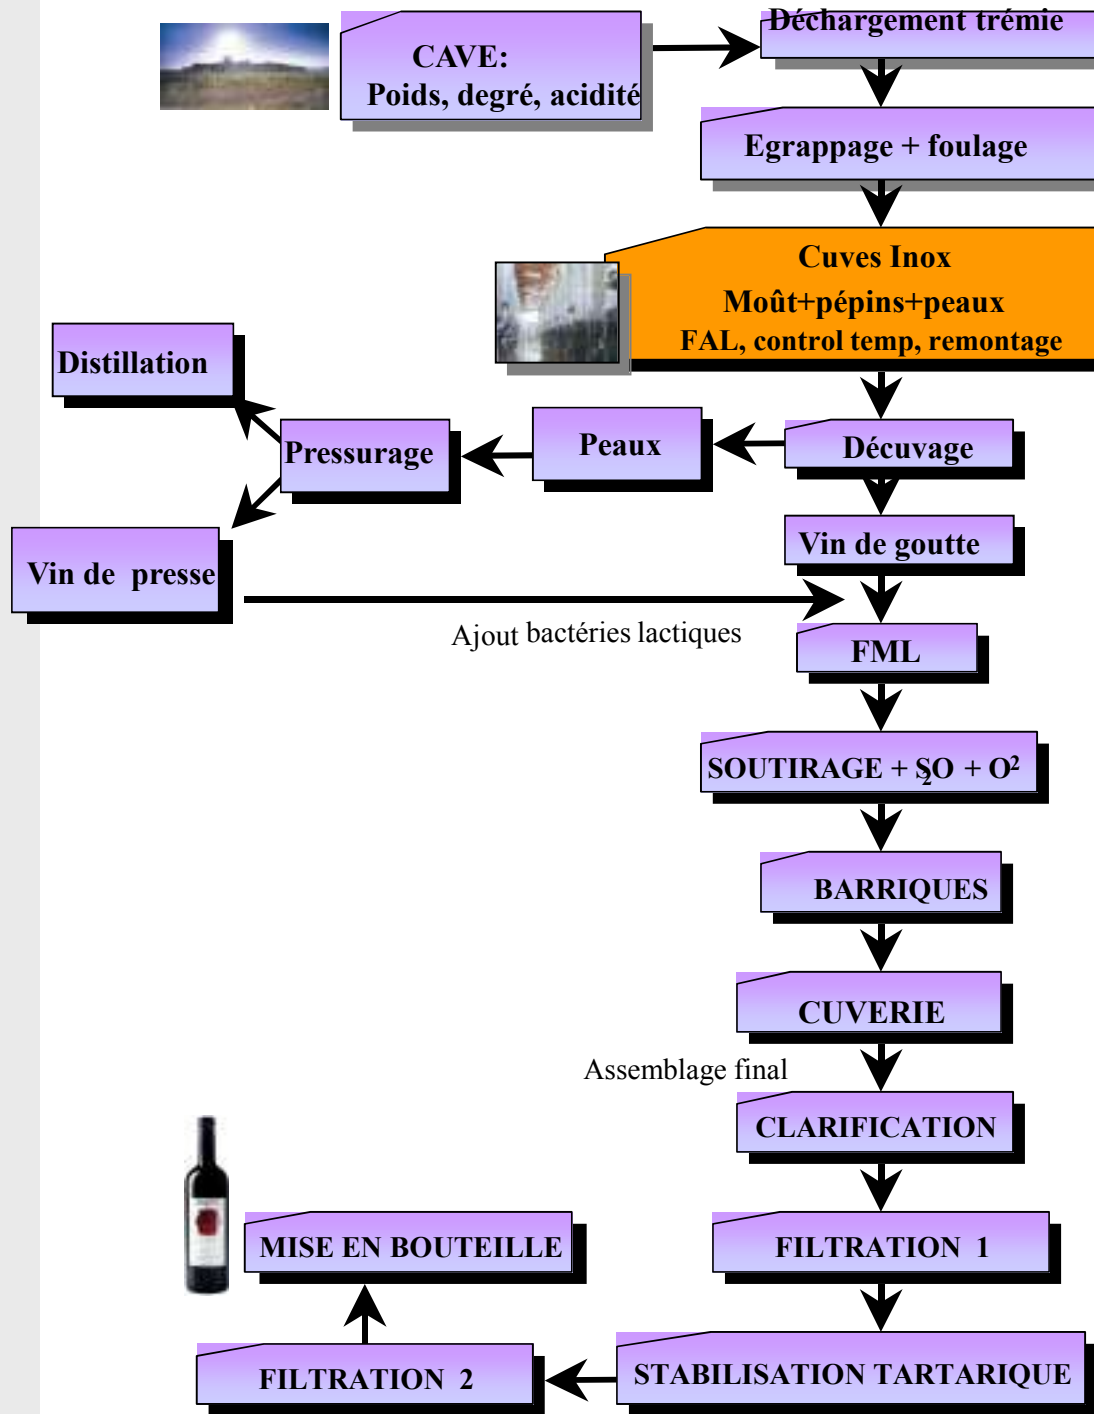 Déchargement trémie
CAVE:
Poids, degré, acidité
Egrappage + foulage
Cuves Inox
Moût+pépins+peaux
FAL, control temp, remontage
Distillation
Pressurage
Peaux
Décuvage
Vin de goutte
Vin de presse
Ajout bactéries lactiques
FML
SOUTIRAGE + S2O + O²
BARRIQUES
CUVERIE
Assemblage final
CLARIFICATION
MISE EN BOUTEILLE
FILTRATION 1
FILTRATION 2
STABILISATION TARTARIQUE